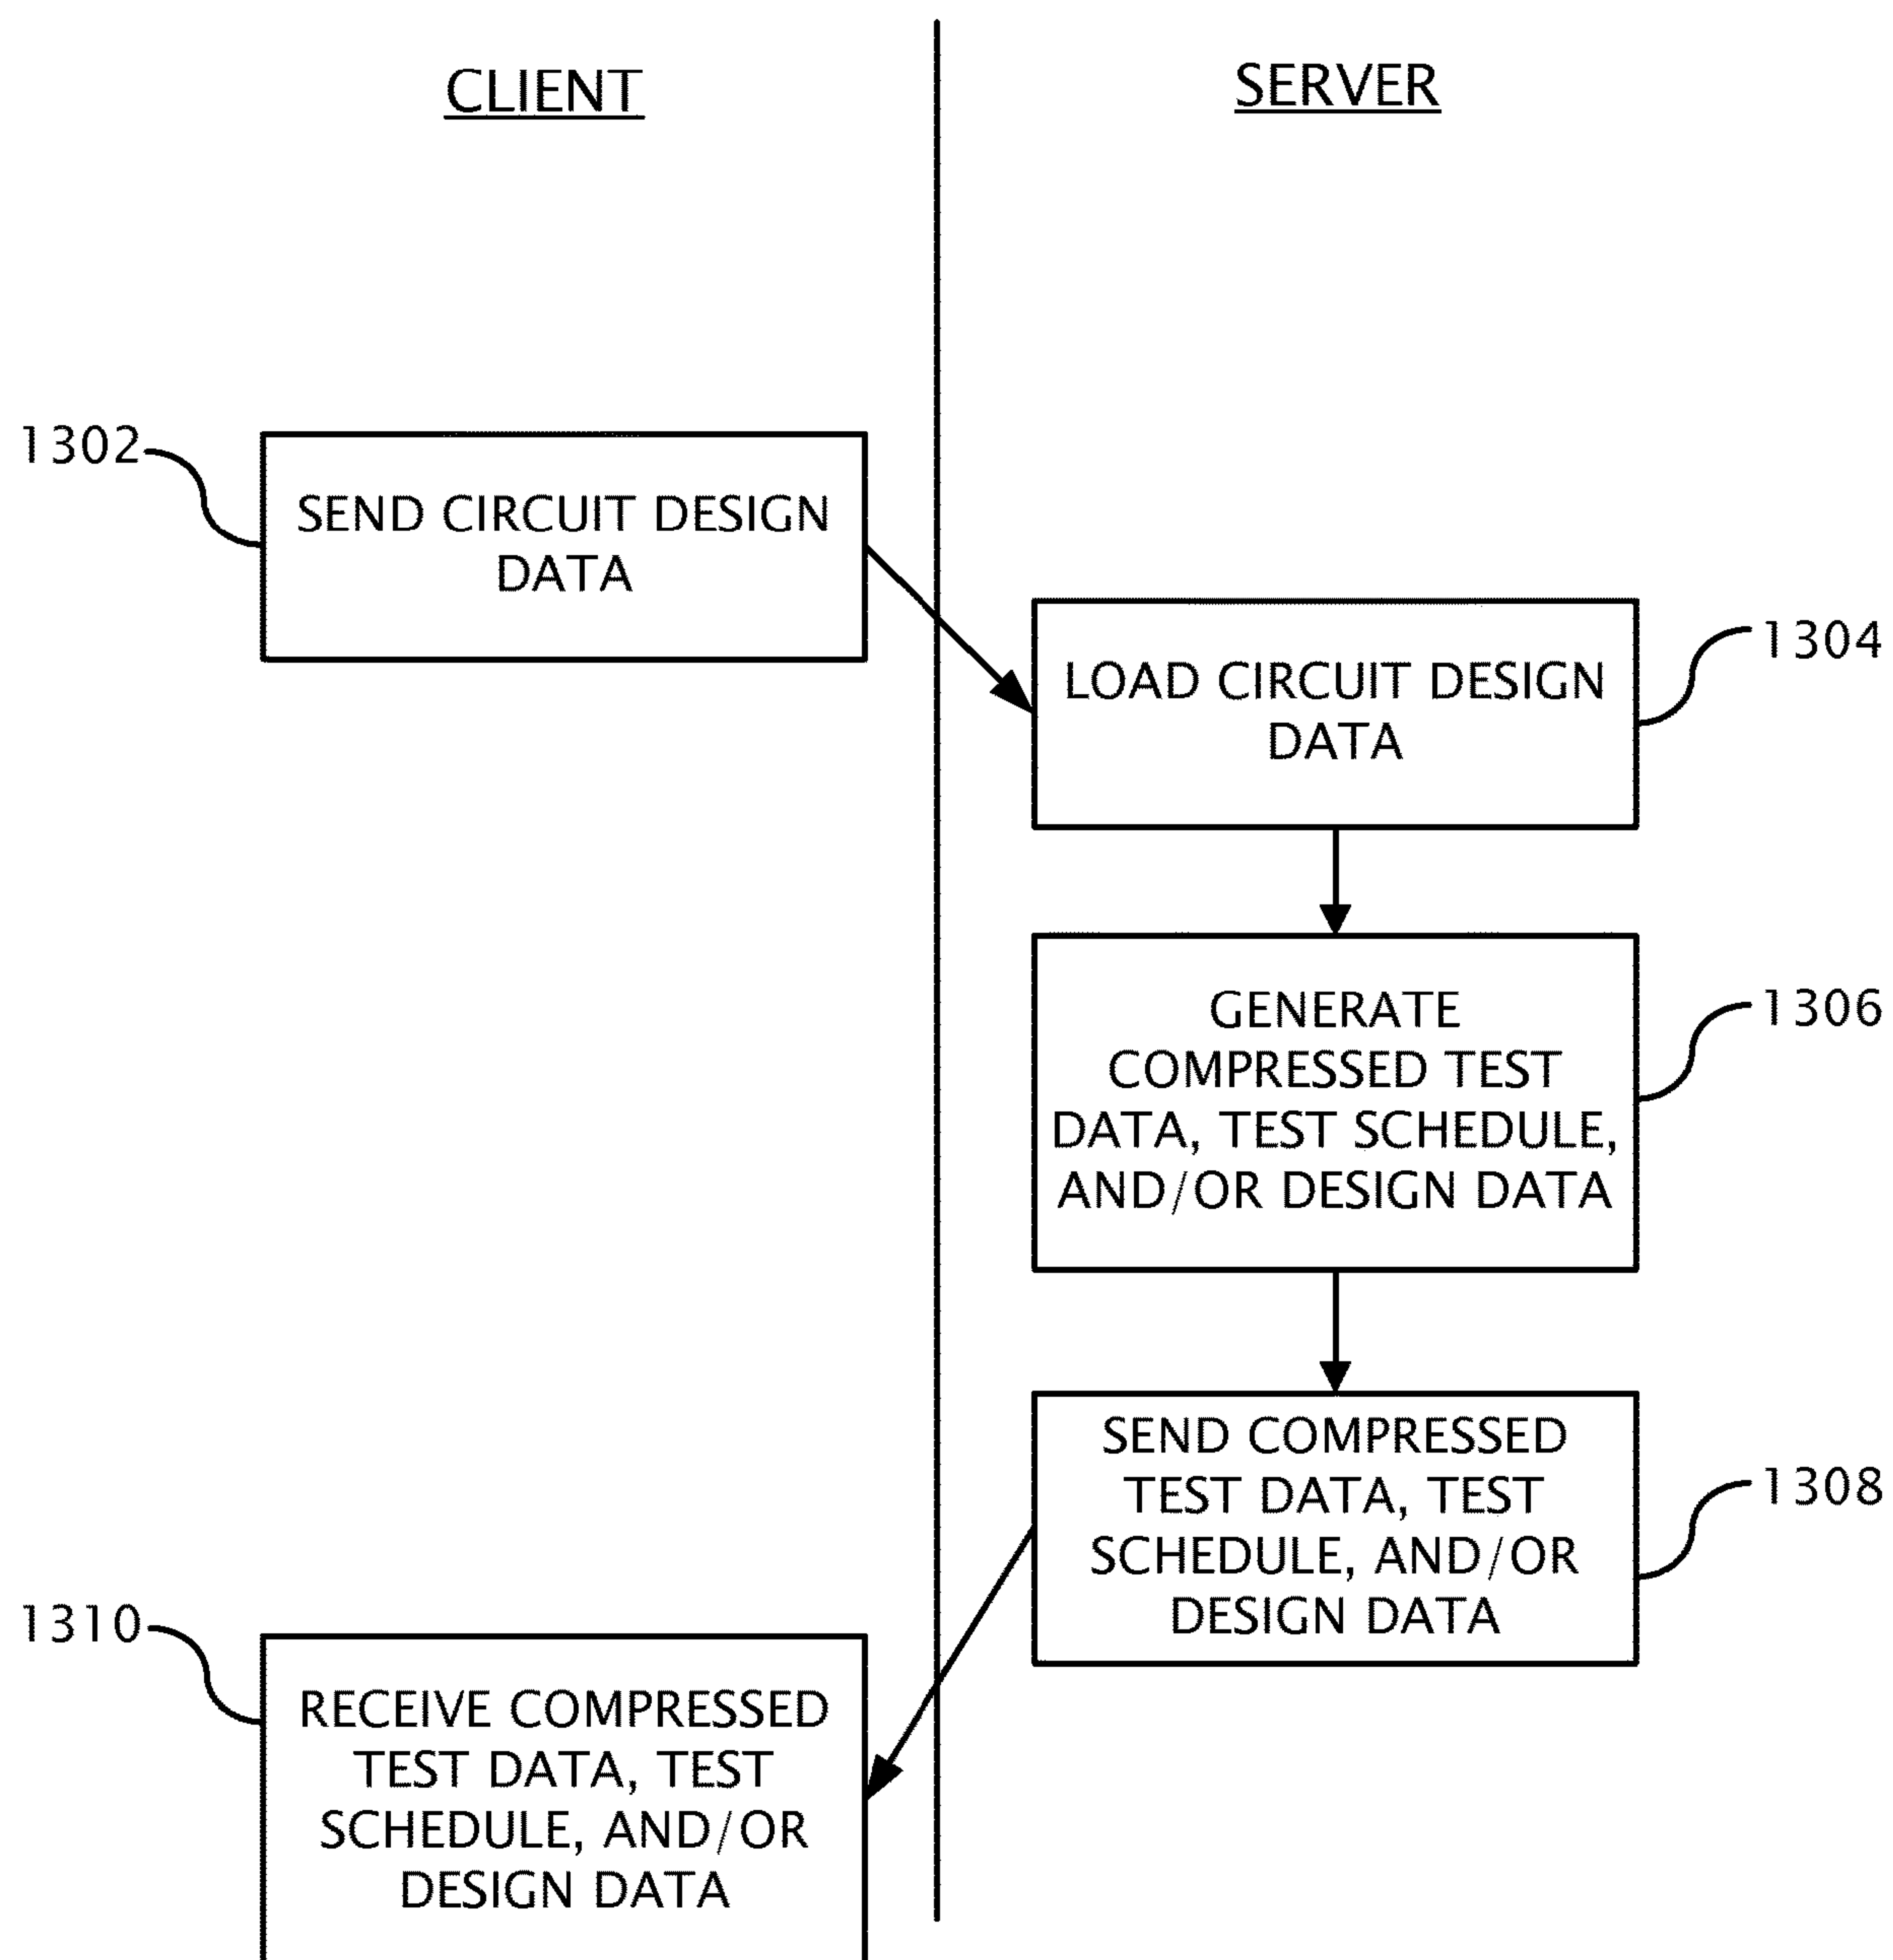 CLIENT
SERVER
1302
SEND CIRCUIT DESIGN
DATA
1304
LOAD CIRCUIT DESIGN
DATA
1306
GENERATE
COMPRESSED TEST
DATA, TEST SCHEDULE,
AND/OR DESIGN DATA
1308
SEND COMPRESSED
TEST DATA, TEST
SCHEDULE, AND/OR
DESIGN DATA
1310
RECEIVE COMPRESSED
TEST DATA, TEST
SCHEDULE, AND/OR
DESIGN DATA